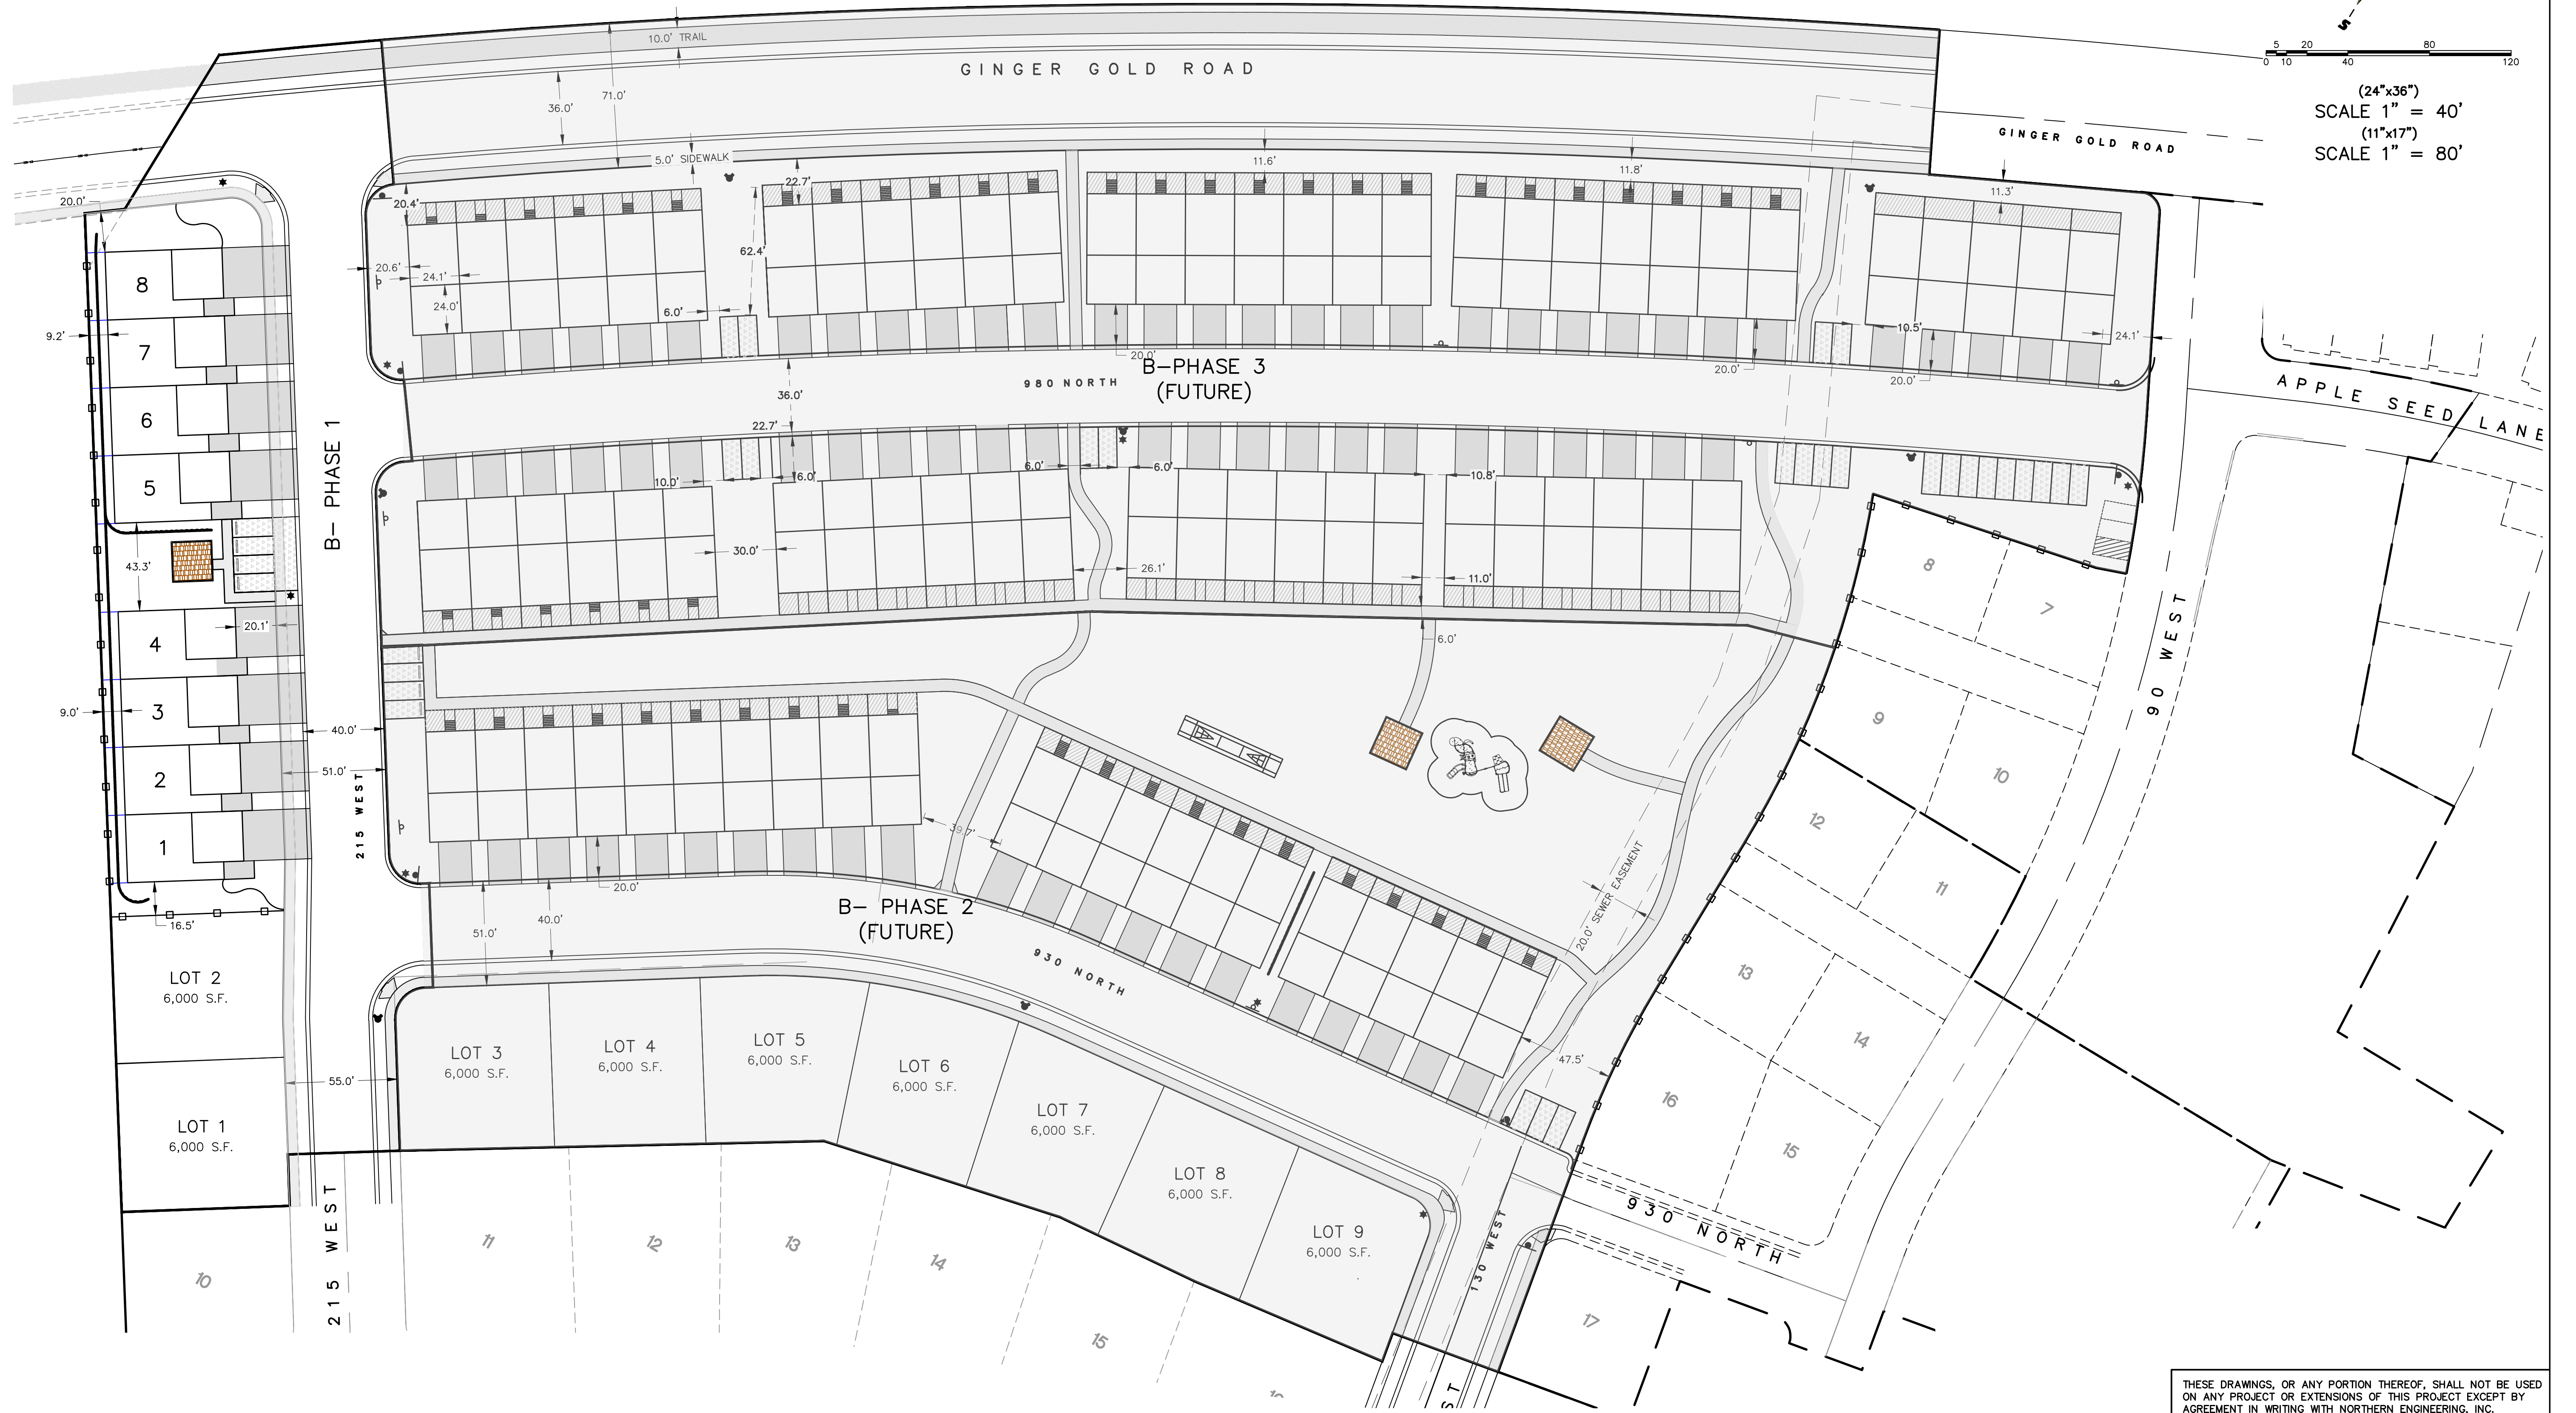 10.0' TRAIL
GINGER GOLD ROAD
36.0'
71.0'
5.0' SIDEWALK
S
5 20 80
0 10 40 120
(24"x36")
SCALE 1" = 40'
(11"x17")
SCALE 1" = 80'
GINGER GOLD ROAD
11.6'
11.8'
11.3'
20.0'
20.4'
22.7'
62.4'
20.6'
24.1'
24.0'
6.0'
10.5'
24.1'
20.0'
20.0'
20.0'
B-PHASE 3
(FUTURE)
980 NORTH
36.0'
22.7'
APPLE SEED LANE
8
7
9.2'
6
5
B- PHASE 1
43.3'
10.0'
6.0'
6.0'
6.0'
10.8'
30.0'
26.1'
11.0'
6.0'
4
20.1'
3
9.0'
2
1
40.0'
51.0'
215 WEST
16.5'
39.7'
20.0'
B- PHASE 2
(FUTURE)
51.0'
40.0'
930 NORTH
20.0' SEWER EASEMENT
47.5'
8
7
9
10
12
11
13
14
16
15
90 WEST
LOT 2
6,000 S.F.
LOT 1
6,000 S.F.
55.0'
LOT 3
6,000 S.F.
LOT 4
6,000 S.F.
LOT 5
6,000 S.F.
LOT 6
6,000 S.F.
LOT 7
6,000 S.F.
LOT 8
6,000 S.F.
LOT 9
6,000 S.F.
930 NORTH
130 WEST
215 WEST
10
11
12
13
14
15
17
ST
THESE DRAWINGS, OR ANY PORTION THEREOF, SHALL NOT BE USED
ON ANY PROJECT OR EXTENSIONS OF THIS PROJECT EXCEPT BY
AGREEMENT IN WRITING WITH NORTHERN ENGINEERING, INC.